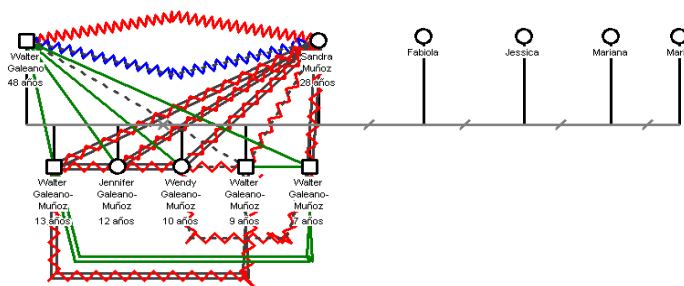 Walter
Galeano
48 años
Sandra
Muñoz
28 años
Fabiola
Jessica
Mariana
Walter
Galeano-
Muñoz
13 años
Jennifer
Galeano-
Muñoz
12 años
Wendy
Galeano-
Muñoz
10 años
Walter
Galeano-
Muñoz
9 años
Walter
Galeano-
Muñoz
7 años